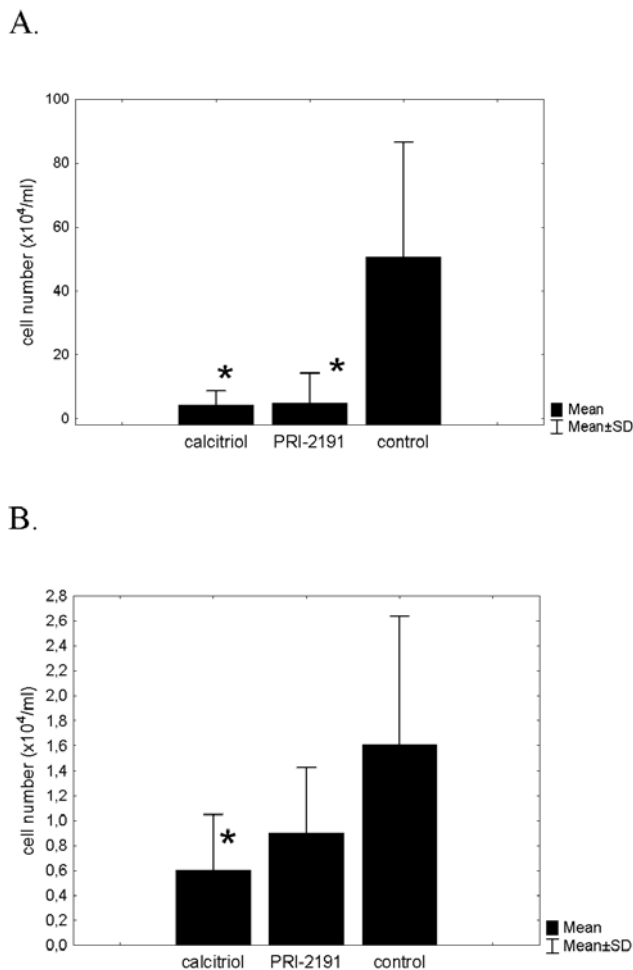 A.
100
80
60
40
20
0
cell number (x10⁴/ml)
*
*
calcitriol PRI-2191 control
Mean
Mean±SD
B.
2,8
2,6
2,4
2,2
2,0
1,8
1,6
1,4
1,2
1,0
0,8
0,6
0,4
0,2
0,0
cell number (x10⁴/ml)
*
calcitriol PRI-2191 control
Mean
Mean±SD